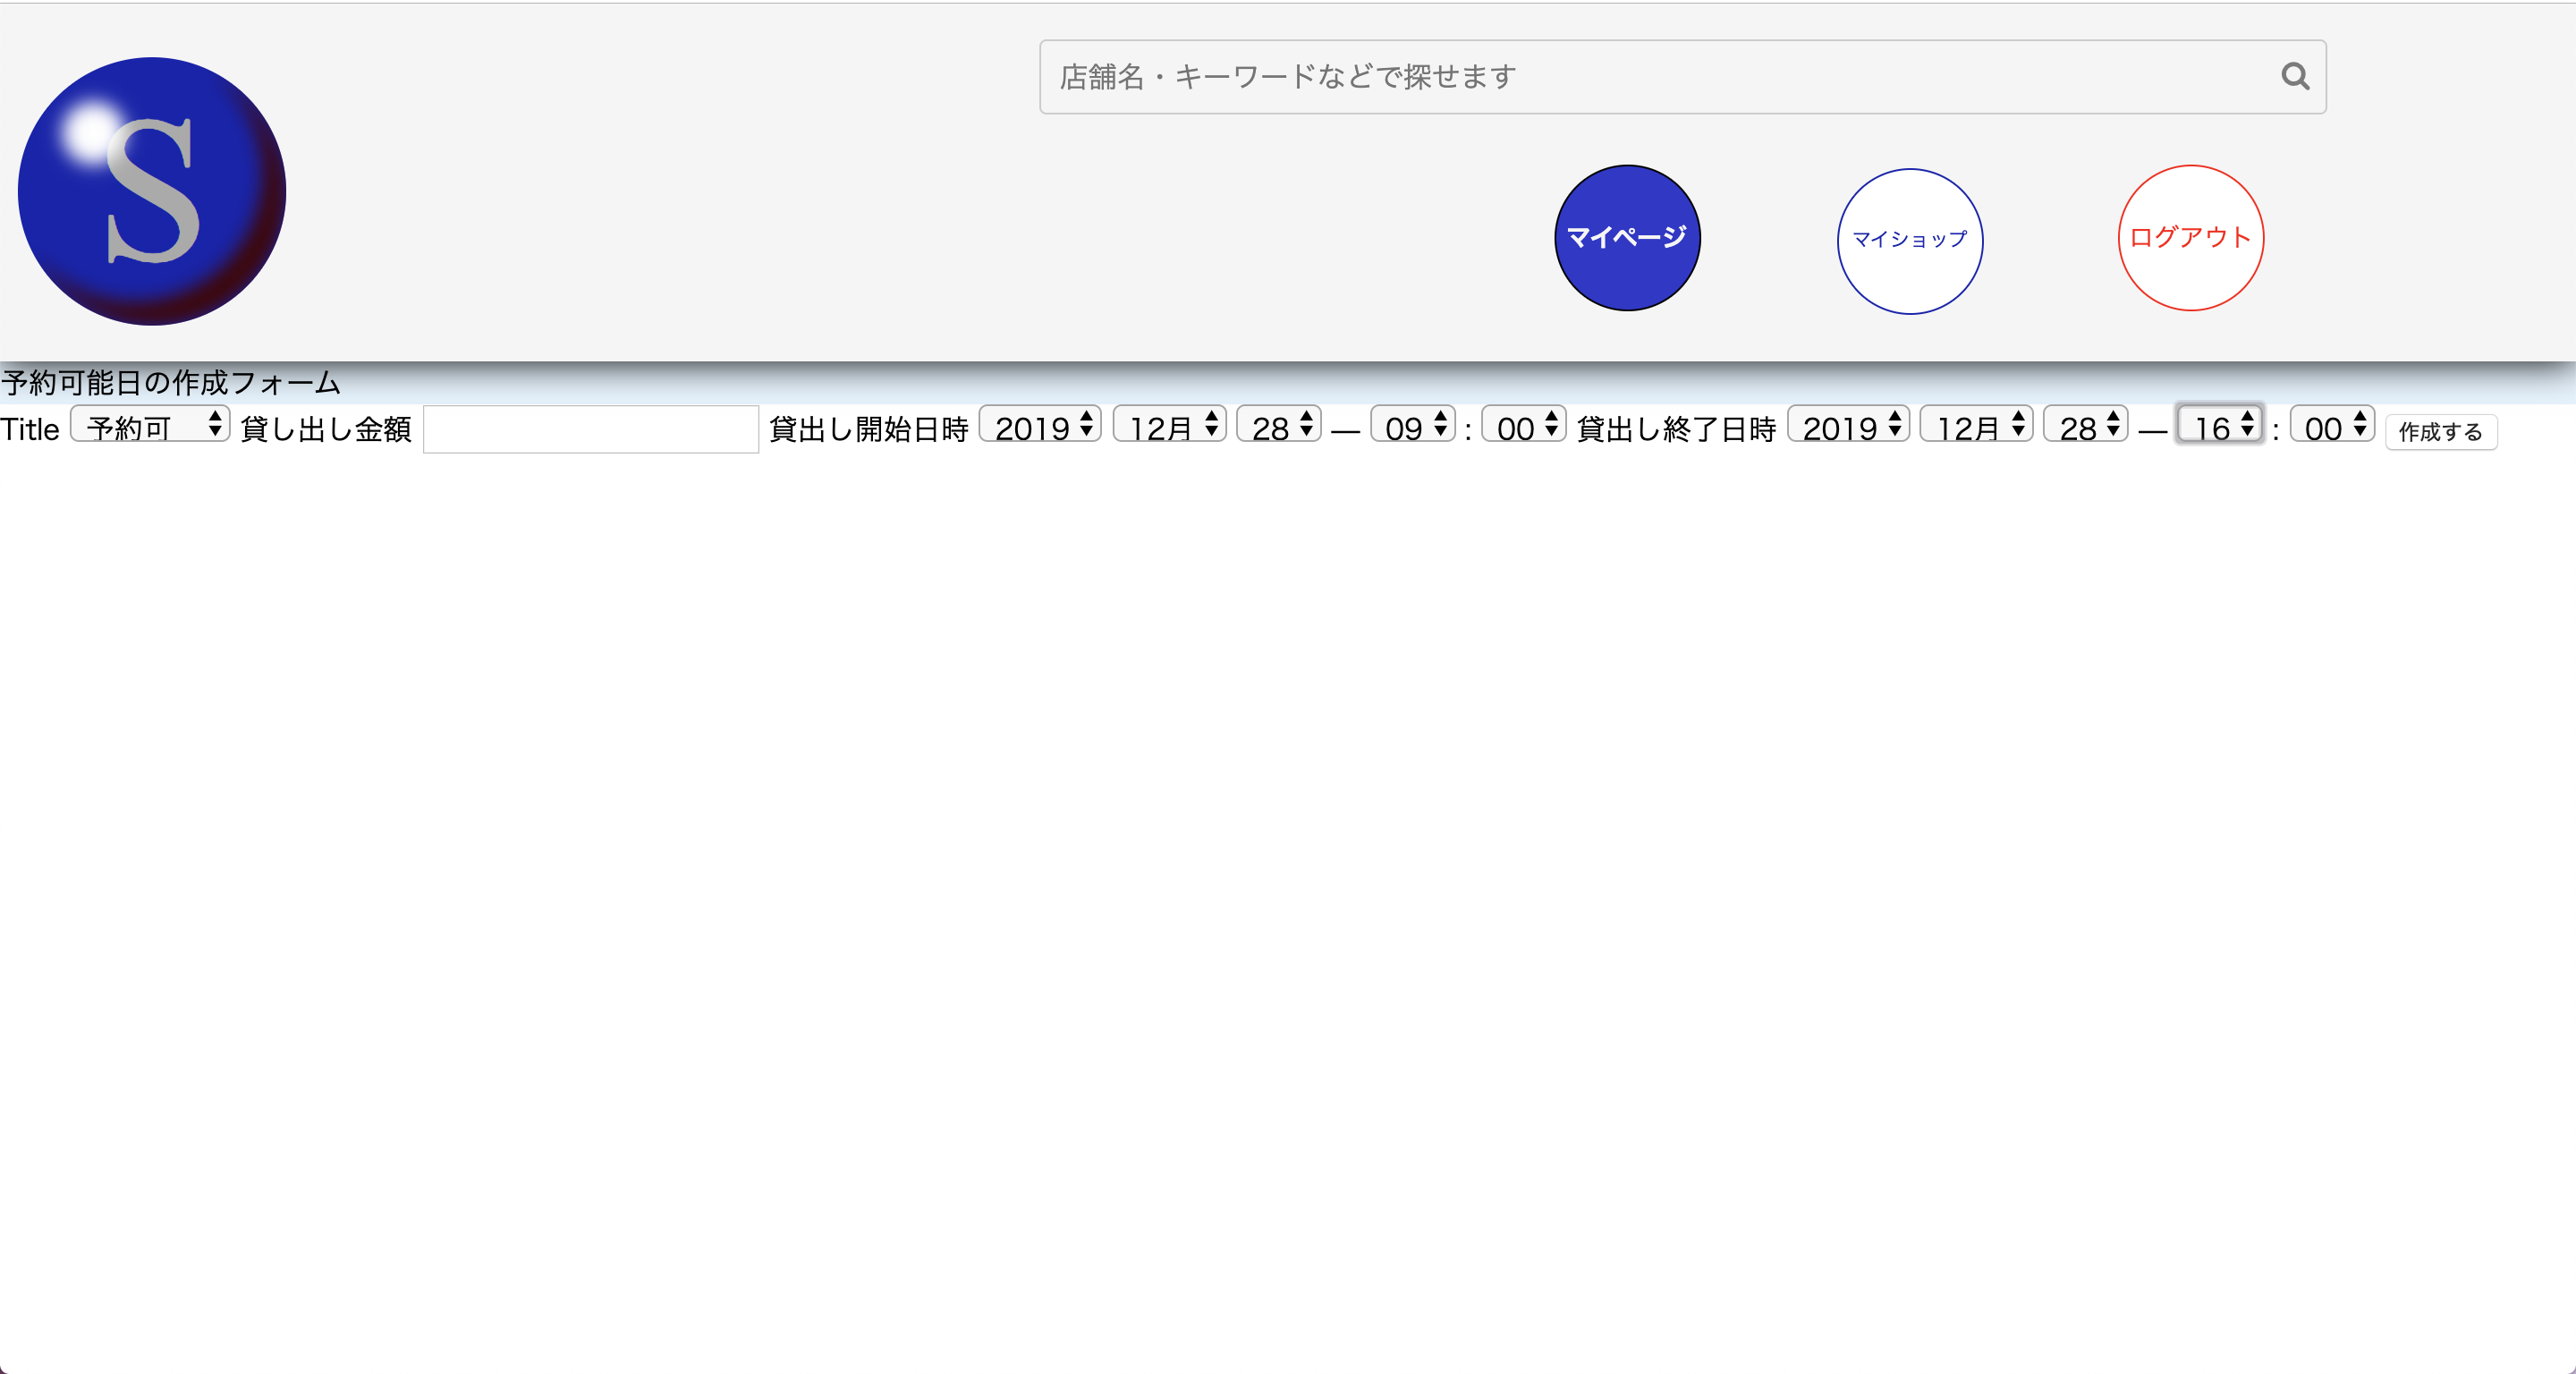 店舗名・キーワードなどで探せます
S
マイページ マイショップ ログアウト
予約可能日の作成フォーム
Title 予約可 貸し出し金額 貸出し開始日時 2019 12月 28 — 09 : 00 貸出し終了日時 2019 12月 28 — 16 : 00 作成する